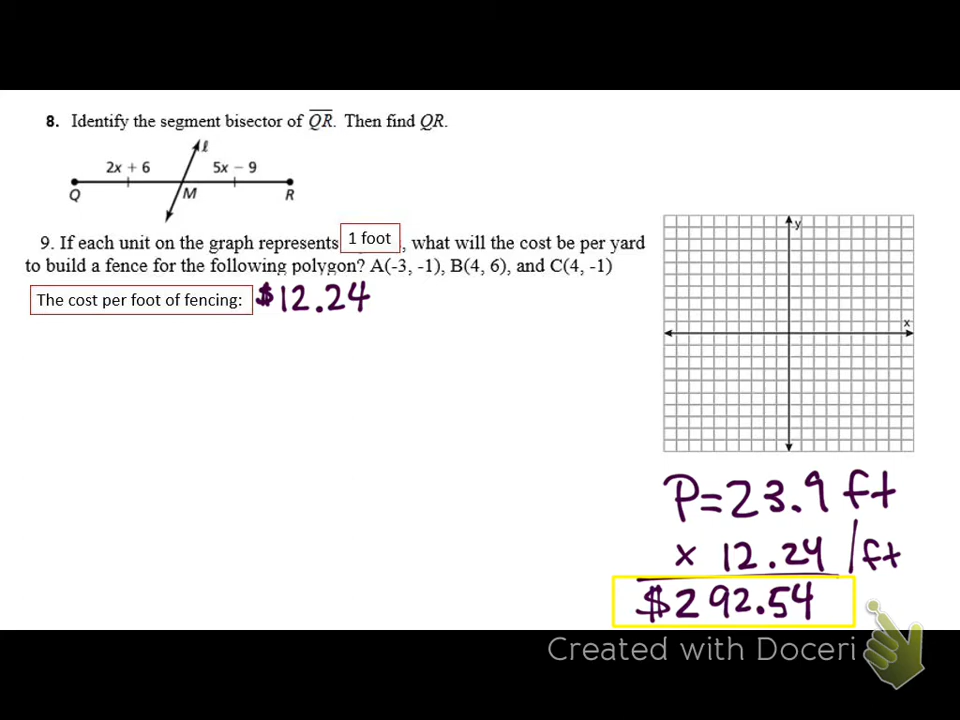 8. Identify the segment bisector of QR. Then find QR.
ℓ
2x + 6 5x − 9
Q M R
9. If each unit on the graph represents 1 foot, what will the cost be per yard
to build a fence for the following polygon? A(-3, -1), B(4, 6), and C(4, -1)
The cost per foot of fencing: $12.24
y
x
P=23.9 ft
x 12.24/ft
$292.54
Created with Doceri